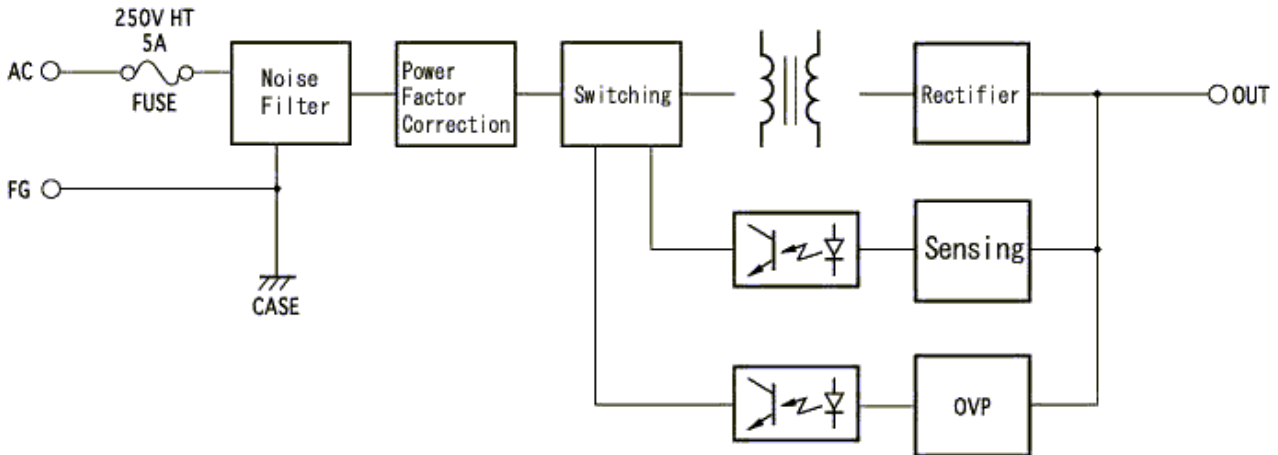 250V HT
5A
AC
FUSE
Noise
Filter
Power
Factor
Correction
Switching
Rectifier
OUT
FG
CASE
Sensing
OVP